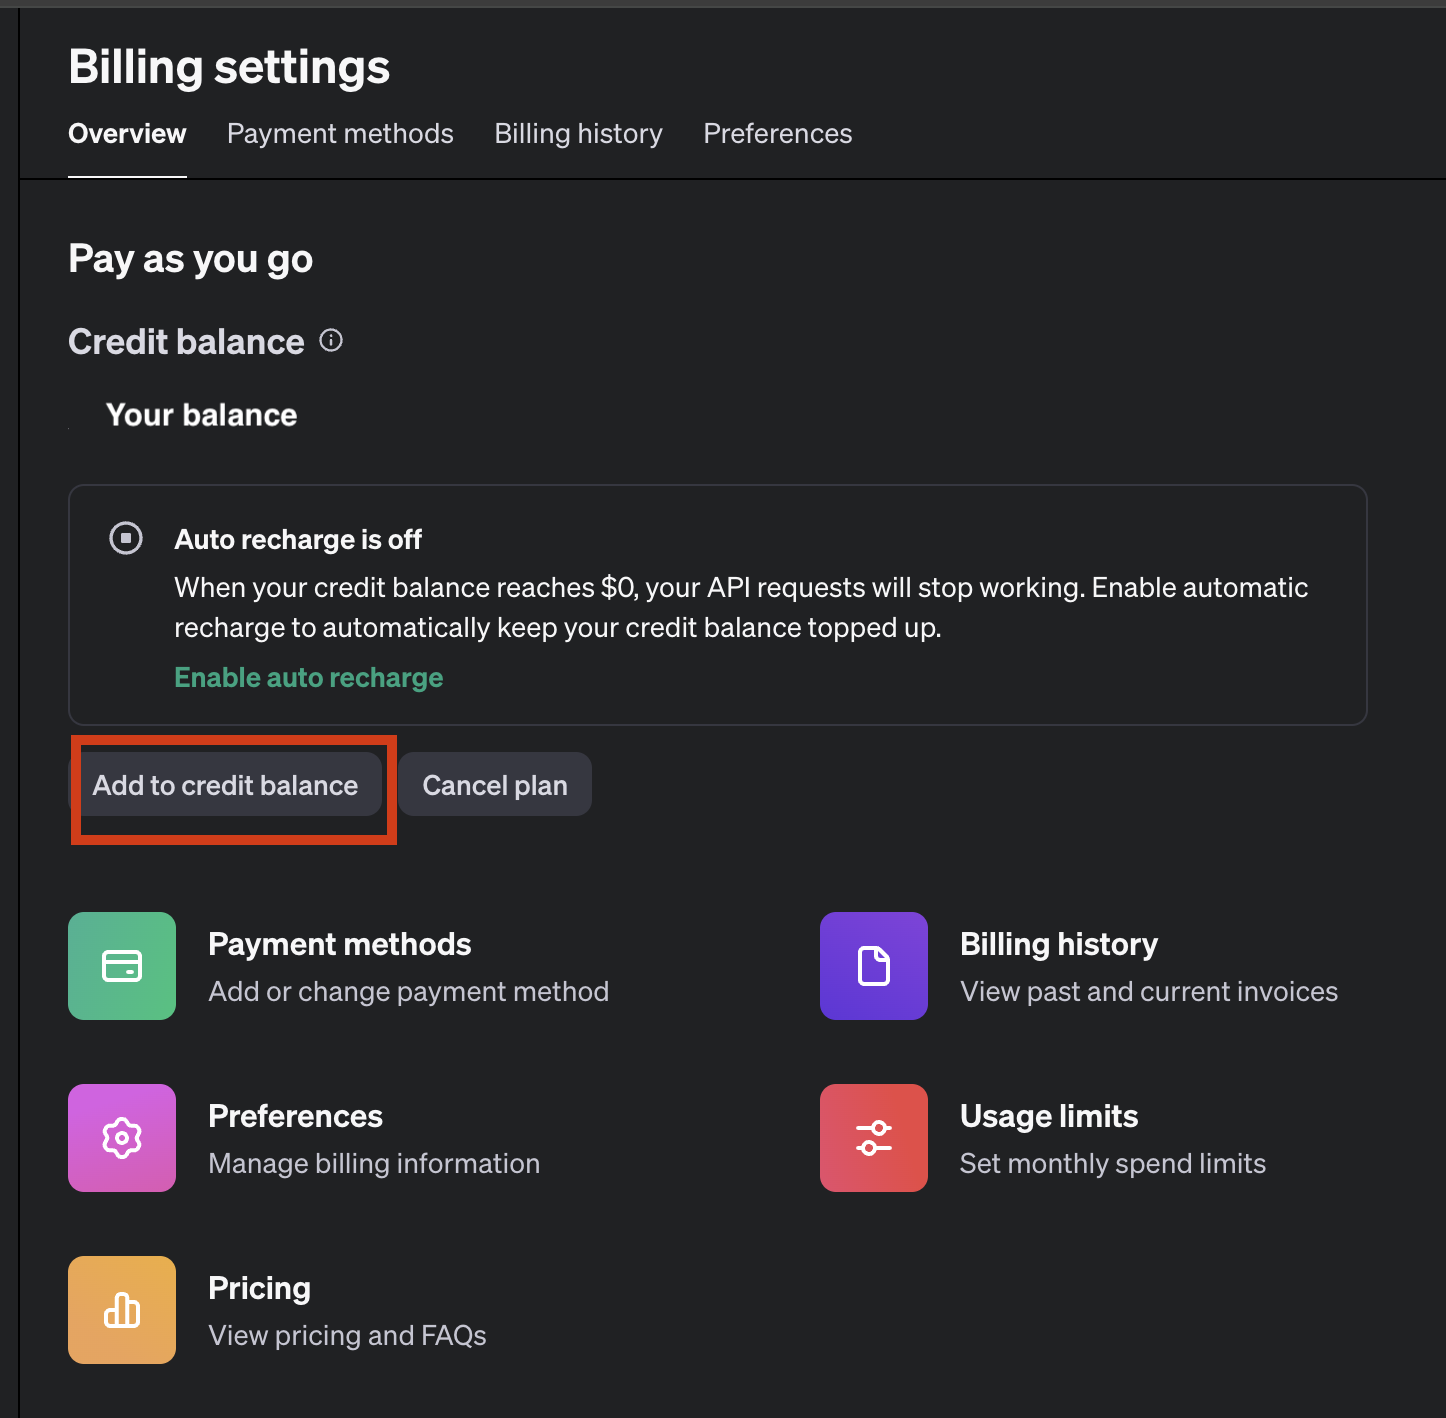 Billing settings
Overview Payment methods Billing history Preferences
Pay as you go
Credit balance
Your balance
Auto recharge is off
When your credit balance reaches $0, your API requests will stop working. Enable automatic
recharge to automatically keep your credit balance topped up.
Enable auto recharge
Add to credit balance Cancel plan
Payment methods
Add or change payment method
Billing history
View past and current invoices
Preferences
Manage billing information
Usage limits
Set monthly spend limits
Pricing
View pricing and FAQs